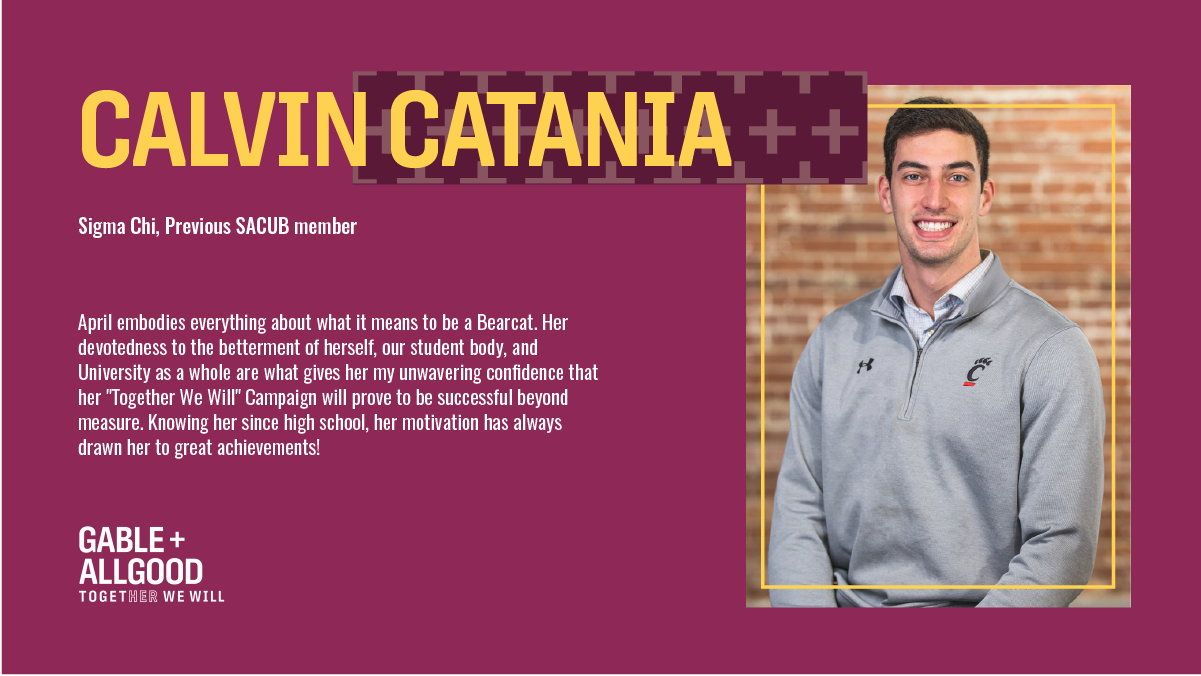 CALVIN CATANIA
Sigma Chi, Previous SACUB member
April embodies everything about what it means to be a Bearcat. Her
devotedness to the betterment of herself, our student body, and
University as a whole are what gives her my unwavering confidence that
her "Together We Will" Campaign will prove to be successful beyond
measure. Knowing her since high school, her motivation has always
drawn her to great achievements!
GABLE +
ALLGOOD
TOGETHER WE WILL
C